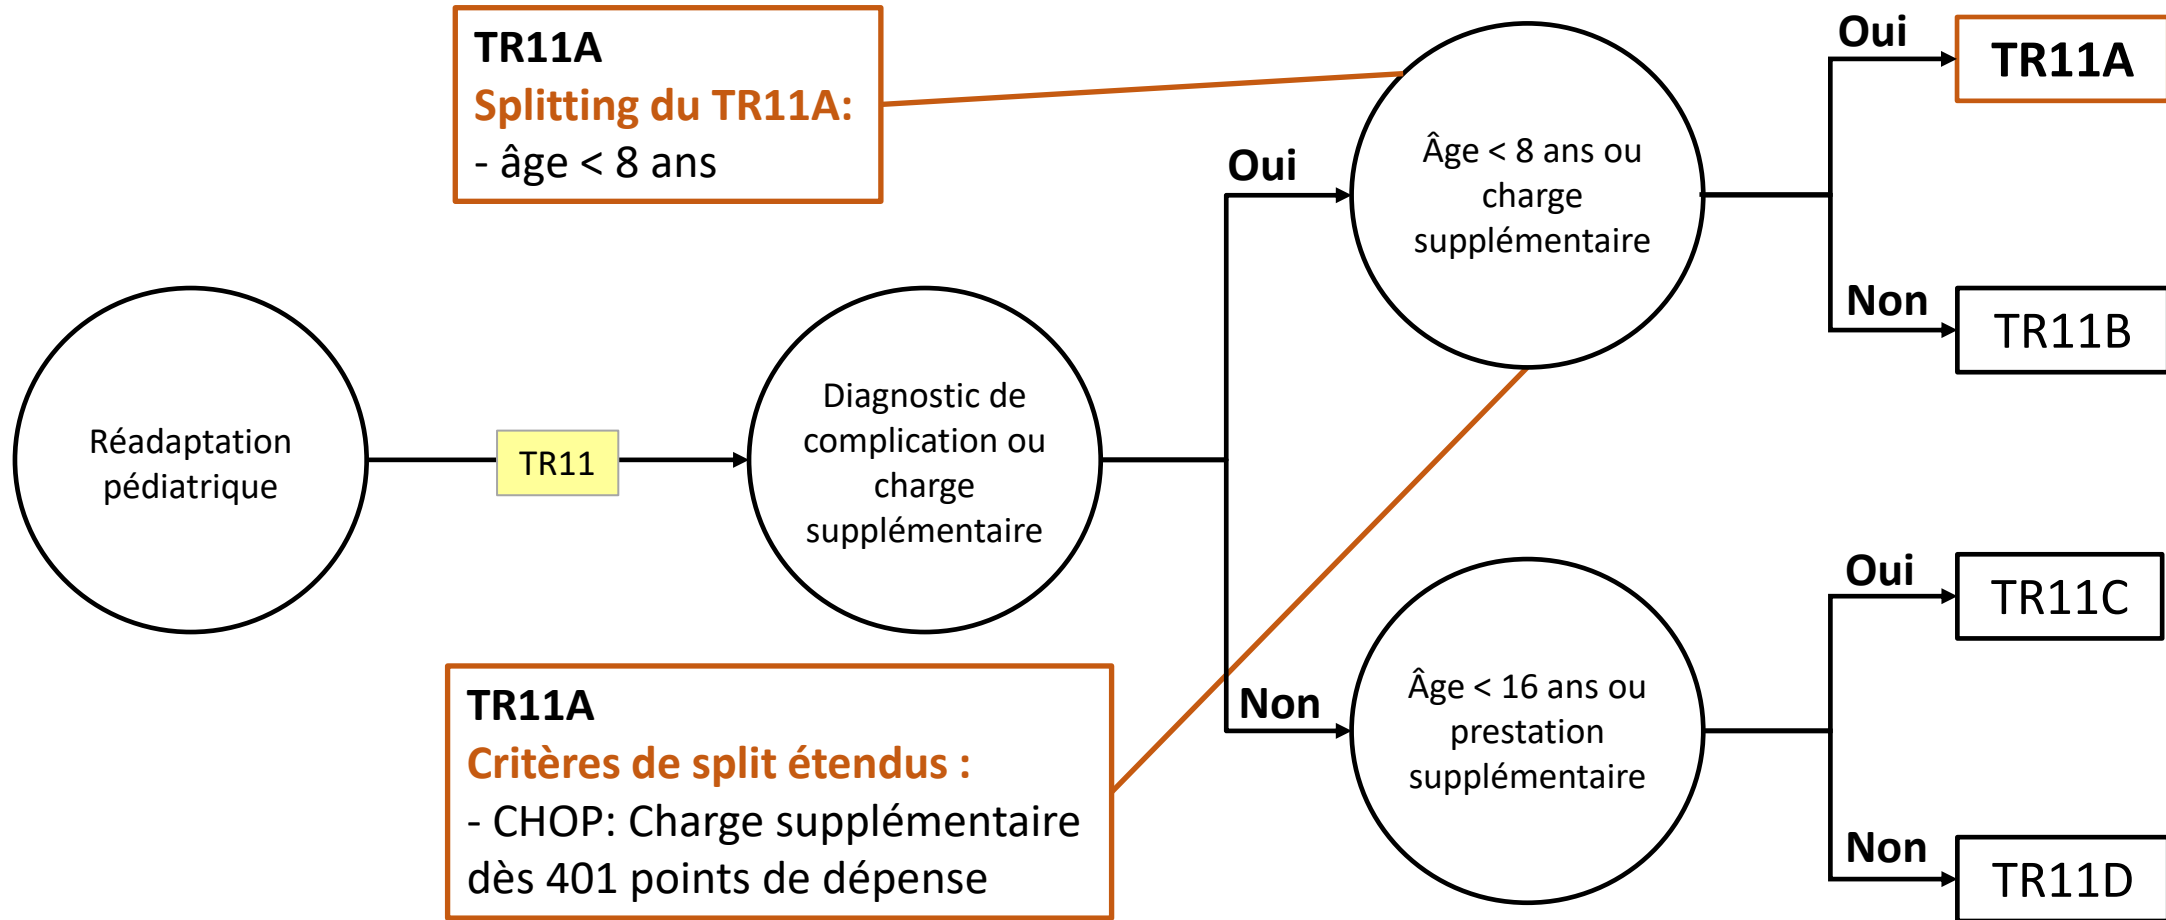 TR11A
Splitting du TR11A:
- âge < 8 ans
Réadaptation
pédiatrique
TR11
Diagnostic de
complication ou
charge
supplémentaire
Oui
Âge < 8 ans ou
charge
supplémentaire
Oui
TR11A
Non
TR11B
TR11A
Critères de split étendus :
- CHOP: Charge supplémentaire
dès 401 points de dépense
Non
Âge < 16 ans ou
prestation
supplémentaire
Oui
TR11C
Non
TR11D